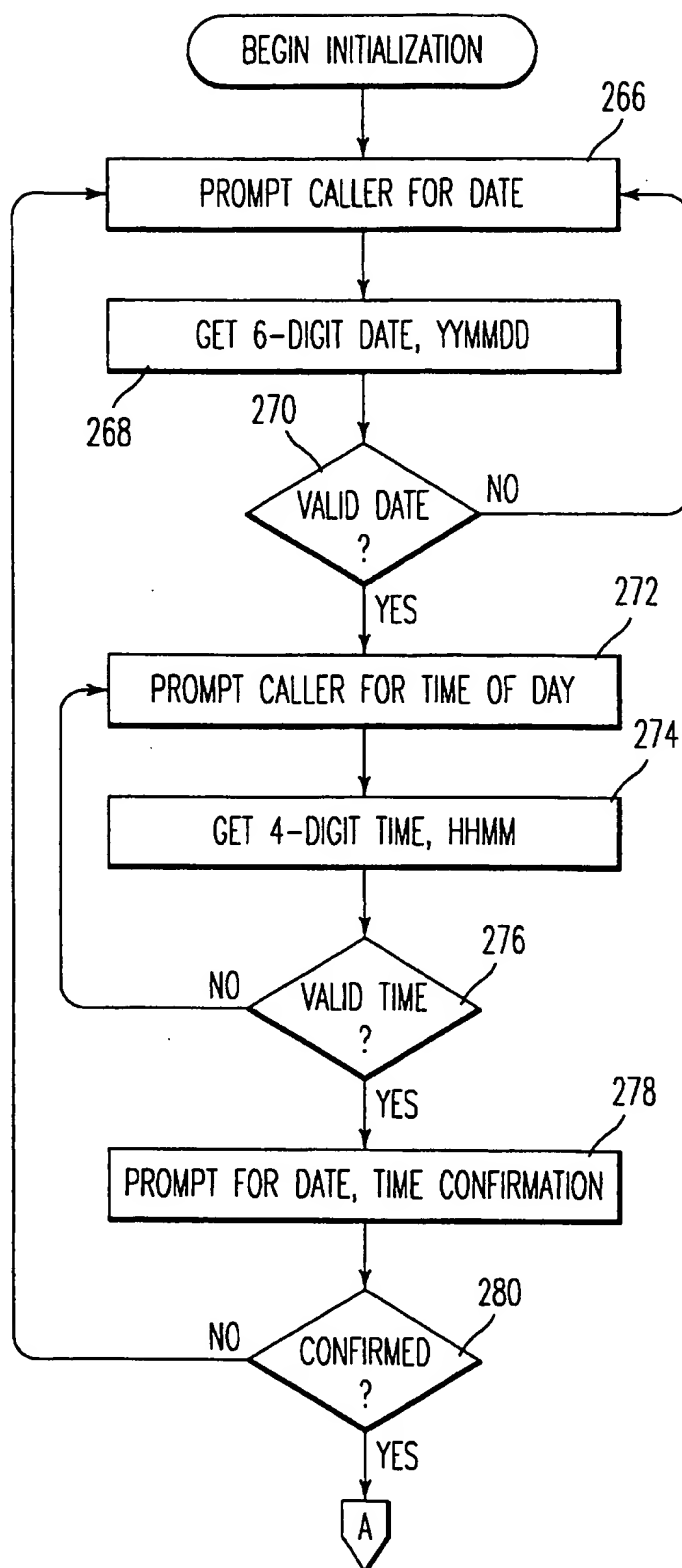 BEGIN INITIALIZATION
266
PROMPT CALLER FOR DATE
GET 6-DIGIT DATE, YYMMDD
268
270
VALID DATE
?
NO
YES
272
PROMPT CALLER FOR TIME OF DAY
274
GET 4-DIGIT TIME, HHMM
276
NO
VALID TIME
?
YES
278
PROMPT FOR DATE, TIME CONFIRMATION
280
NO
CONFIRMED
?
YES
A